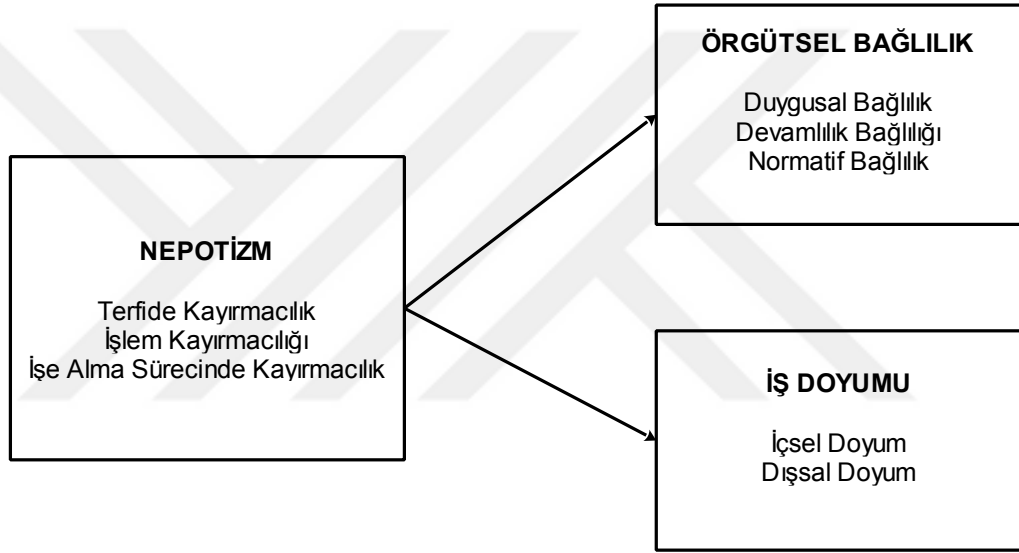 NEPOTİZM
Terfide Kayırmacılık
İşlem Kayırmacılığı
İşe Alma Sürecinde Kayırmacılık
ÖRGÜTSEL BAĞLILIK
Duygusal Bağlılık
Devamlılık Bağlılığı
Normatif Bağlılık
İŞ DOYUMU
İçsel Doyum
Dışsal Doyum